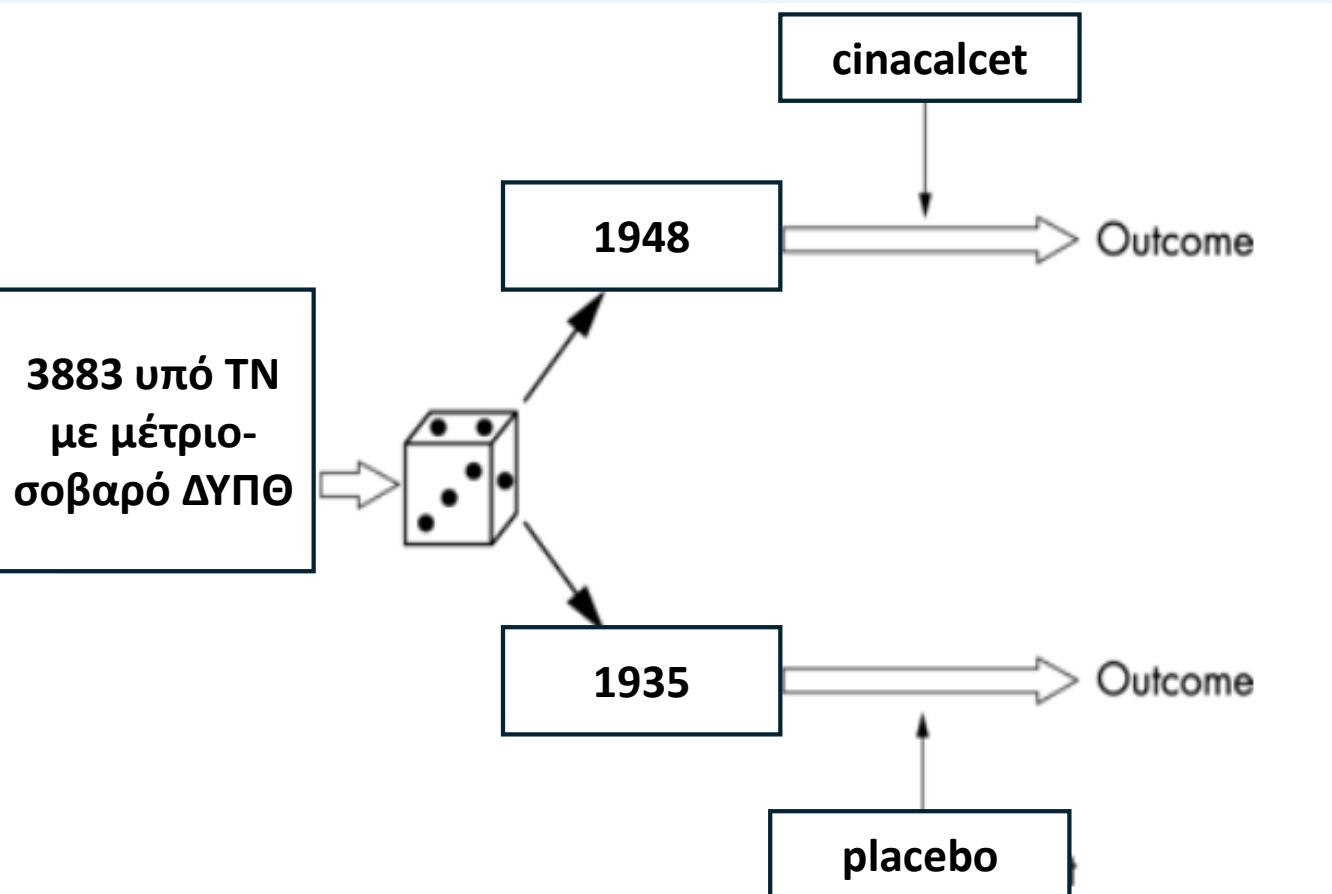 cinacalcet
1948
Outcome
3883 υπό ΤΝ
με μέτριο-
σοβαρό ΔΥΠΘ
1935
Outcome
placebo